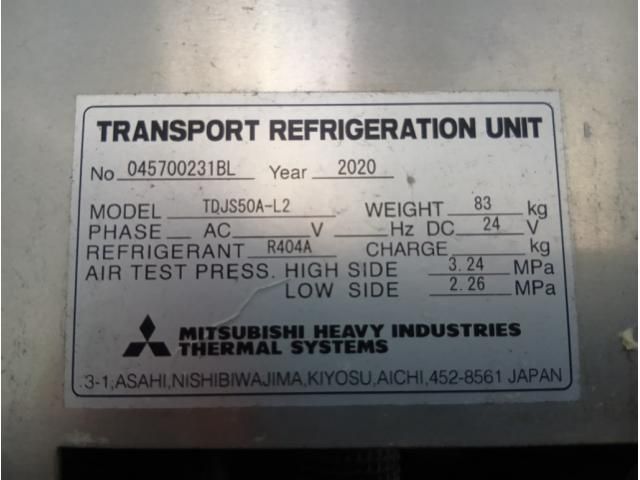 TRANSPORT REFRIGERATION UNIT
No 045700231BL Year 2020
MODEL TDJS50A-L2 WEIGHT 83 kg
PHASE AC V Hz DC 24 V
REFRIGERANT R404A CHARGE kg
AIR TEST PRESS. HIGH SIDE 3.24 MPa
LOW SIDE 2.26 MPa
MITSUBISHI HEAVY INDUSTRIES
THERMAL SYSTEMS
3-1,ASAHI,NISHIBIWAJIMA,KIYOSU,AICHI,452-8561 JAPAN